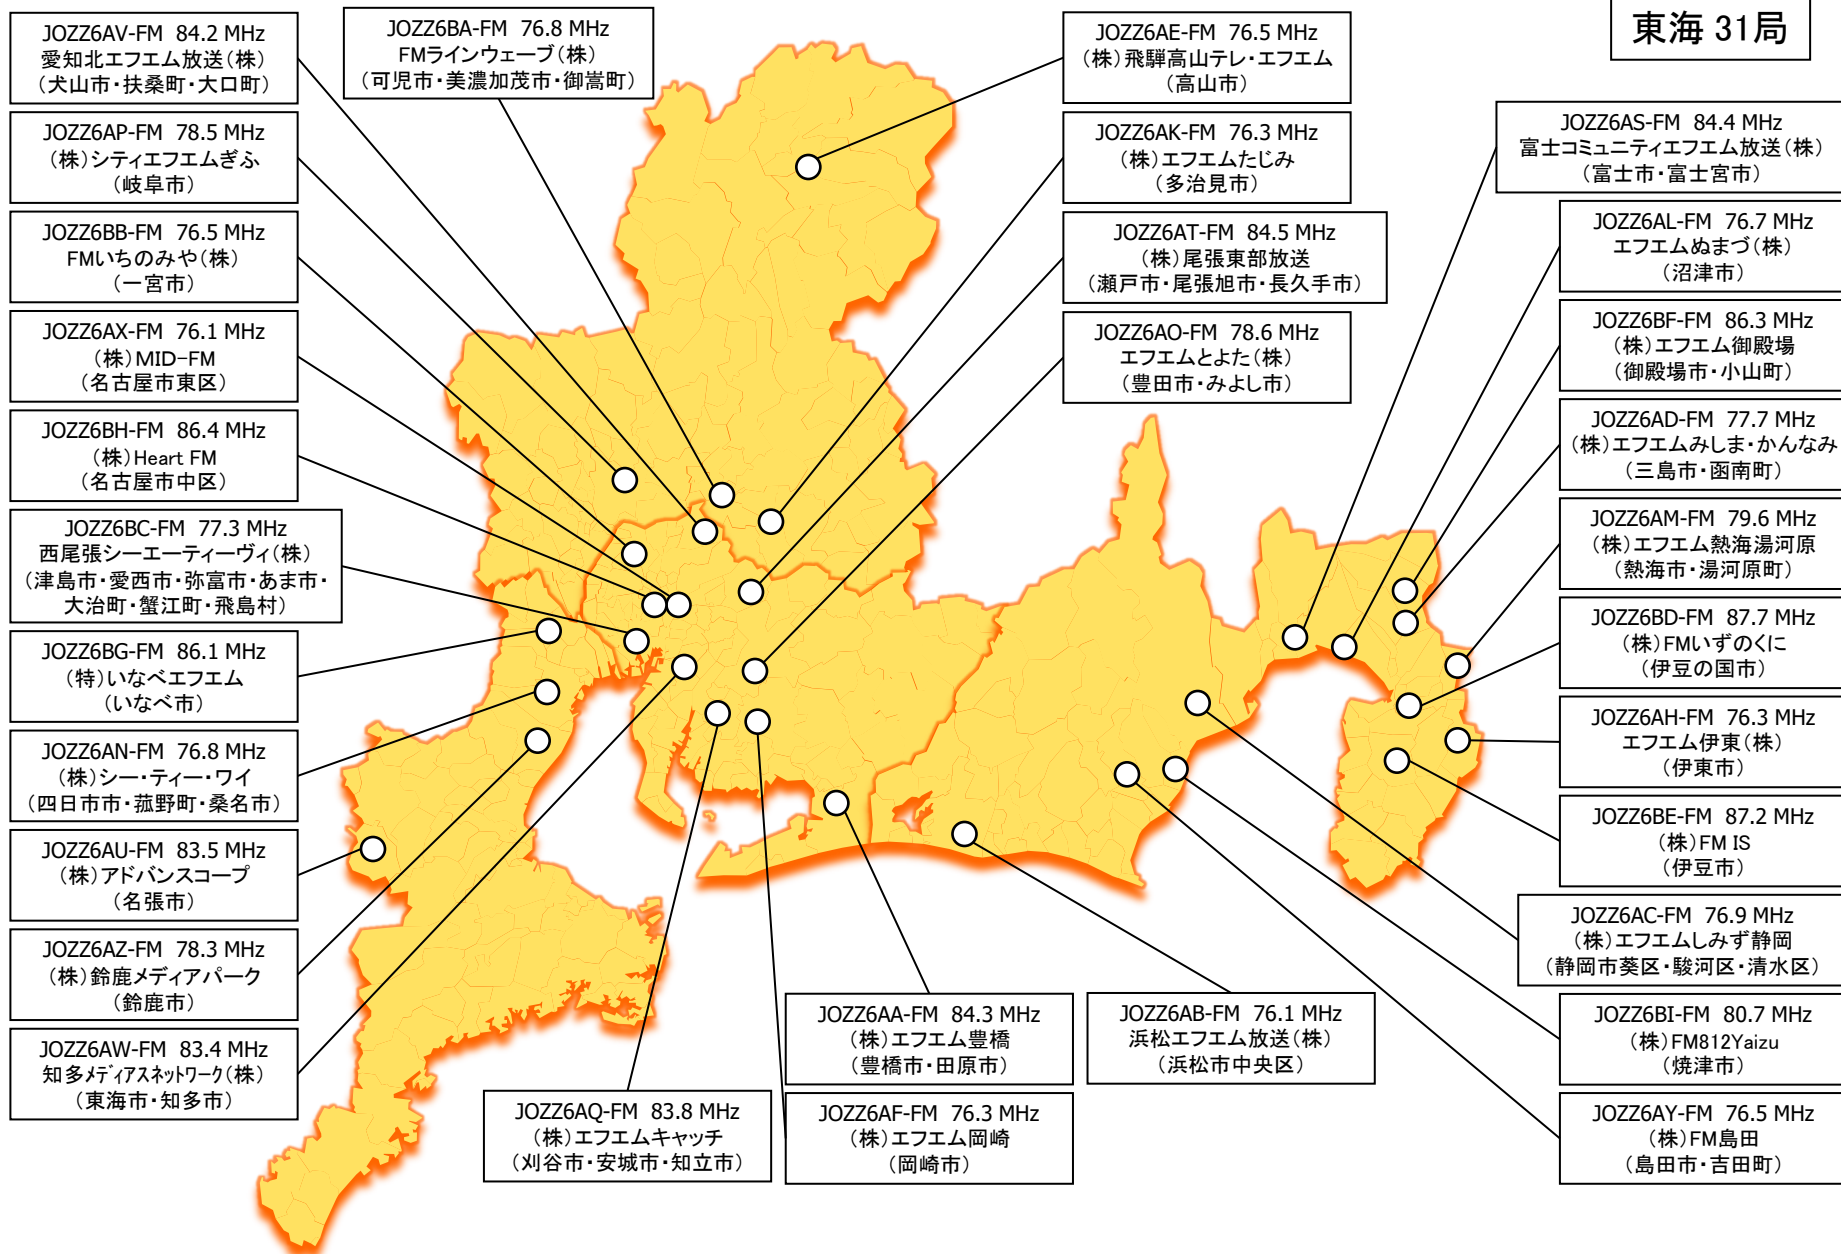 東海 31局
JOZZ6AV-FM 84.2 MHz
愛知北エフエム放送(株)
(犬山市・扶桑町・大口町)
JOZZ6AP-FM 78.5 MHz
(株)シティエフエムぎふ
(岐阜市)
JOZZ6BB-FM 76.5 MHz
FMいちのみや(株)
(一宮市)
JOZZ6AX-FM 76.1 MHz
(株)MID-FM
(名古屋市東区)
JOZZ6BH-FM 86.4 MHz
(株)Heart FM
(名古屋市中区)
JOZZ6BC-FM 77.3 MHz
西尾張シーエーティーヴィ(株)
(津島市・愛西市・弥富市・あま市・
大治町・蟹江町・飛島村)
JOZZ6BG-FM 86.1 MHz
(特)いなべエフエム
(いなべ市)
JOZZ6AN-FM 76.8 MHz
(株)シー・ティー・ワイ
(四日市市・菰野町・桑名市)
JOZZ6AU-FM 83.5 MHz
(株)アドバンスコープ
(名張市)
JOZZ6AZ-FM 78.3 MHz
(株)鈴鹿メディアパーク
(鈴鹿市)
JOZZ6AW-FM 83.4 MHz
知多メディアスネットワーク(株)
(東海市・知多市)
JOZZ6BA-FM 76.8 MHz
FMラインウェーブ(株)
(可児市・美濃加茂市・御嵩町)
JOZZ6AE-FM 76.5 MHz
(株)飛騨高山テレ・エフエム
(高山市)
JOZZ6AK-FM 76.3 MHz
(株)エフエムたじみ
(多治見市)
JOZZ6AT-FM 84.5 MHz
(株)尾張東部放送
(瀬戸市・尾張旭市・長久手市)
JOZZ6AO-FM 78.6 MHz
エフエムとよた(株)
(豊田市・みよし市)
JOZZ6AS-FM 84.4 MHz
富士コミュニティエフエム放送(株)
(富士市・富士宮市)
JOZZ6AL-FM 76.7 MHz
エフエムぬまづ(株)
(沼津市)
JOZZ6BF-FM 86.3 MHz
(株)エフエム御殿場
(御殿場市・小山町)
JOZZ6AD-FM 77.7 MHz
(株)エフエムみしま・かんなみ
(三島市・函南町)
JOZZ6AM-FM 79.6 MHz
(株)エフエム熱海湯河原
(熱海市・湯河原町)
JOZZ6BD-FM 87.7 MHz
(株)FMいずのくに
(伊豆の国市)
JOZZ6AH-FM 76.3 MHz
エフエム伊東(株)
(伊東市)
JOZZ6BE-FM 87.2 MHz
(株)FM IS
(伊豆市)
JOZZ6AC-FM 76.9 MHz
(株)エフエムしみず静岡
(静岡市葵区・駿河区・清水区)
JOZZ6BI-FM 80.7 MHz
(株)FM812Yaizu
(焼津市)
JOZZ6AY-FM 76.5 MHz
(株)FM島田
(島田市・吉田町)
JOZZ6AQ-FM 83.8 MHz
(株)エフエムキャッチ
(刈谷市・安城市・知立市)
JOZZ6AA-FM 84.3 MHz
(株)エフエム豊橋
(豊橋市・田原市)
JOZZ6AF-FM 76.3 MHz
(株)エフエム岡崎
(岡崎市)
JOZZ6AB-FM 76.1 MHz
浜松エフエム放送(株)
(浜松市中央区)